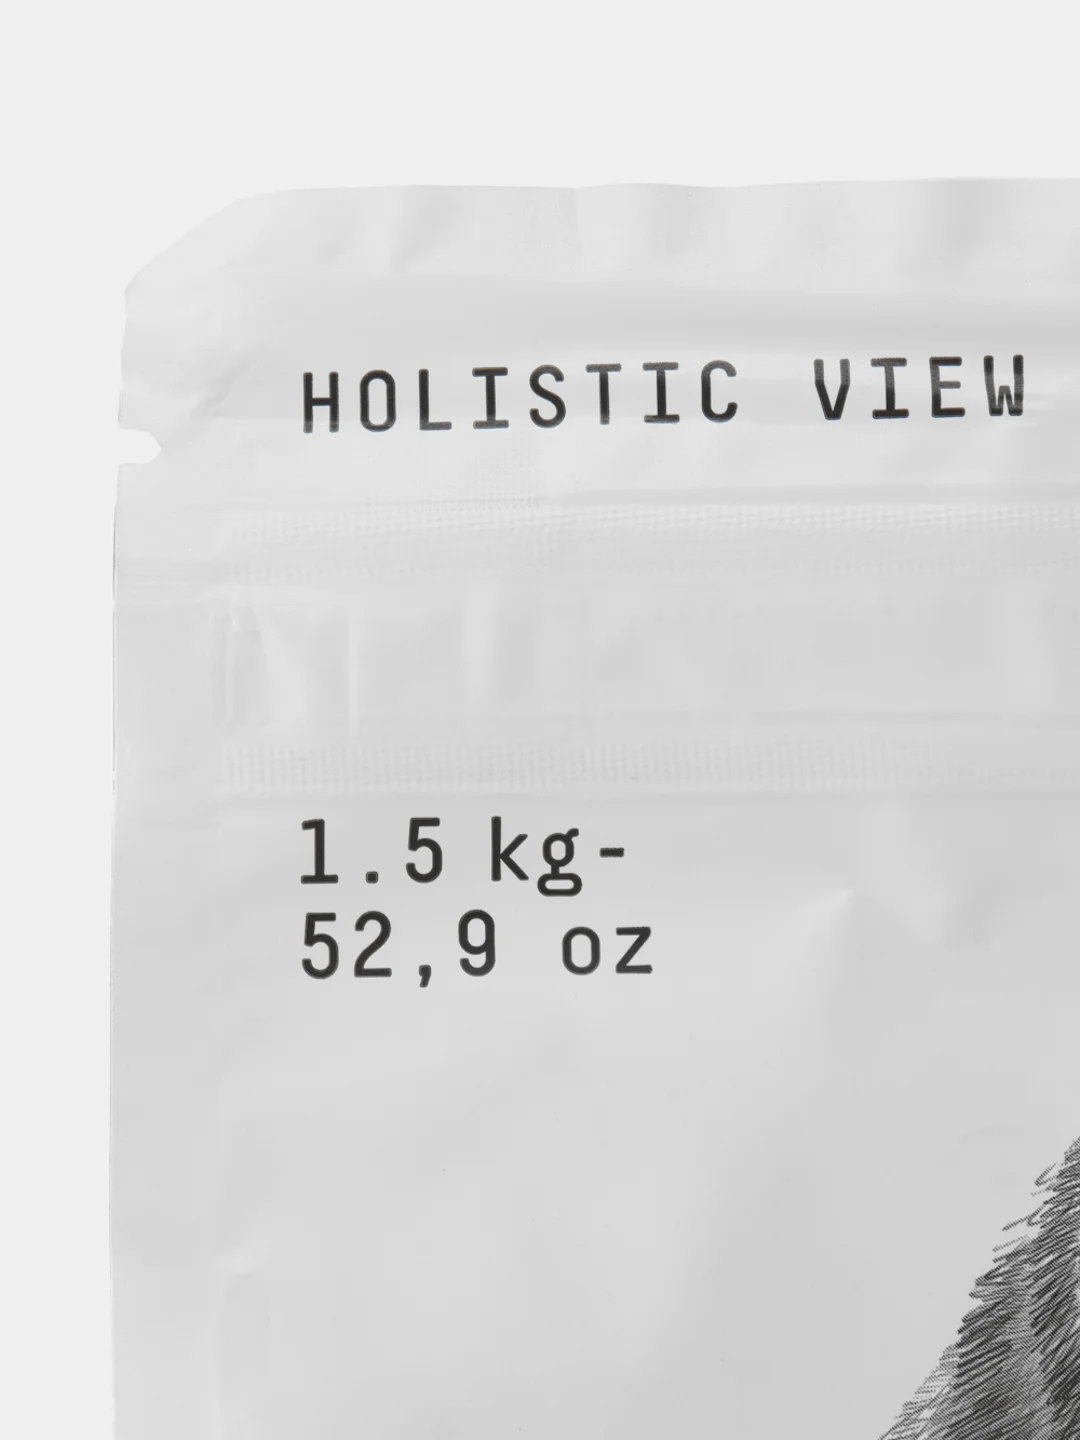 HOLISTIC VIEW
1.5 kg-
52,9 oz